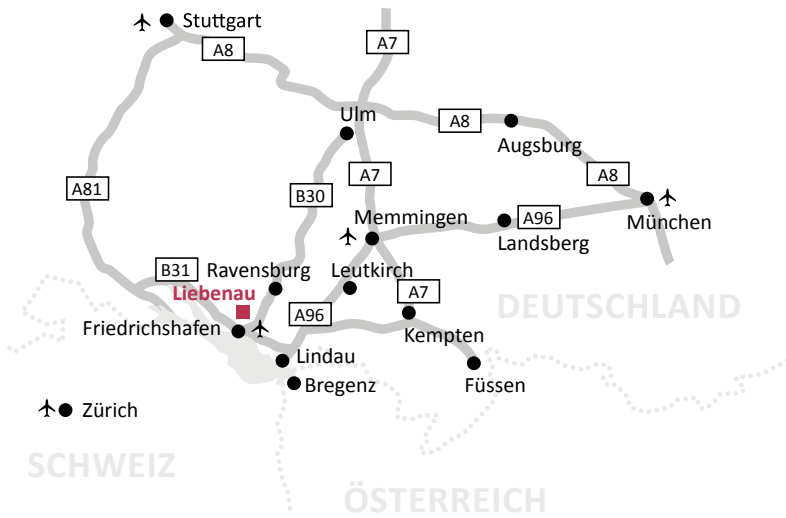 Stuttgart
A7
A8
Ulm
A8
Augsburg
A7
A8
A81
B30
Memmingen
A96
München
Landsberg
B31
Ravensburg
Leutkirch
Liebenau
A7
DEUTSCHLAND
A96
Friedrichshafen
Kempten
Lindau
Füssen
Bregenz
Zürich
SCHWEIZ
ÖSTERREICH